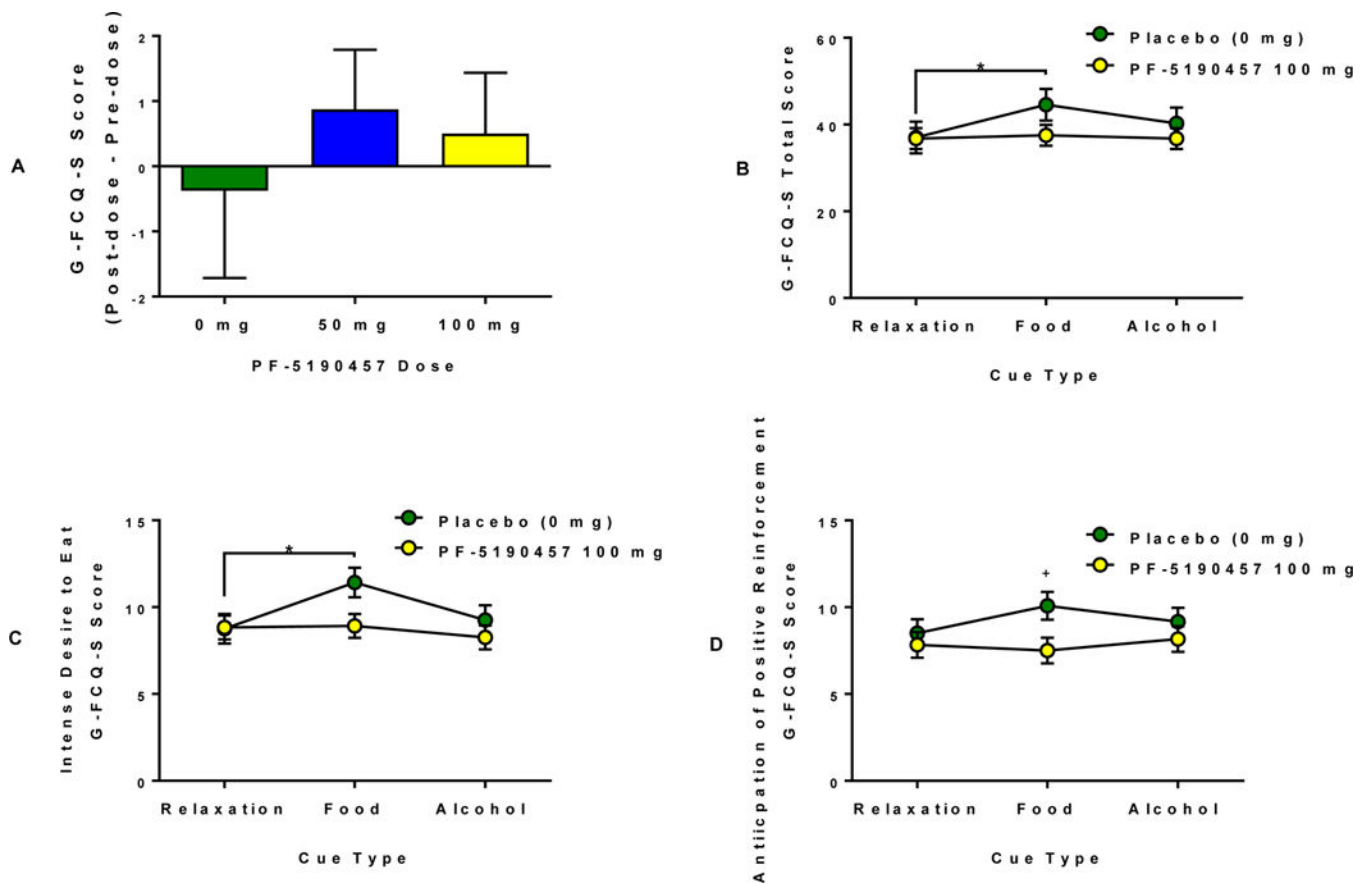 A
G-FCQ-S Score
(Post-dose - Pre-dose)
2
1
0
-1
-2
0 mg
50 mg
100 mg
PF-5190457 Dose
B
G-FCQ-S Total Score
60
40
20
0
*
Placebo (0 mg)
PF-5190457 100 mg
Relaxation
Food
Alcohol
Cue Type
C
Intense Desire to Eat
G-FCQ-S Score
15
10
5
0
*
Placebo (0 mg)
PF-5190457 100 mg
Relaxation
Food
Alcohol
Cue Type
D
Antiicpation of Positive Reinforcement
G-FCQ-S Score
15
10
5
0
+
Placebo (0 mg)
PF-5190457 100 mg
Relaxation
Food
Alcohol
Cue Type